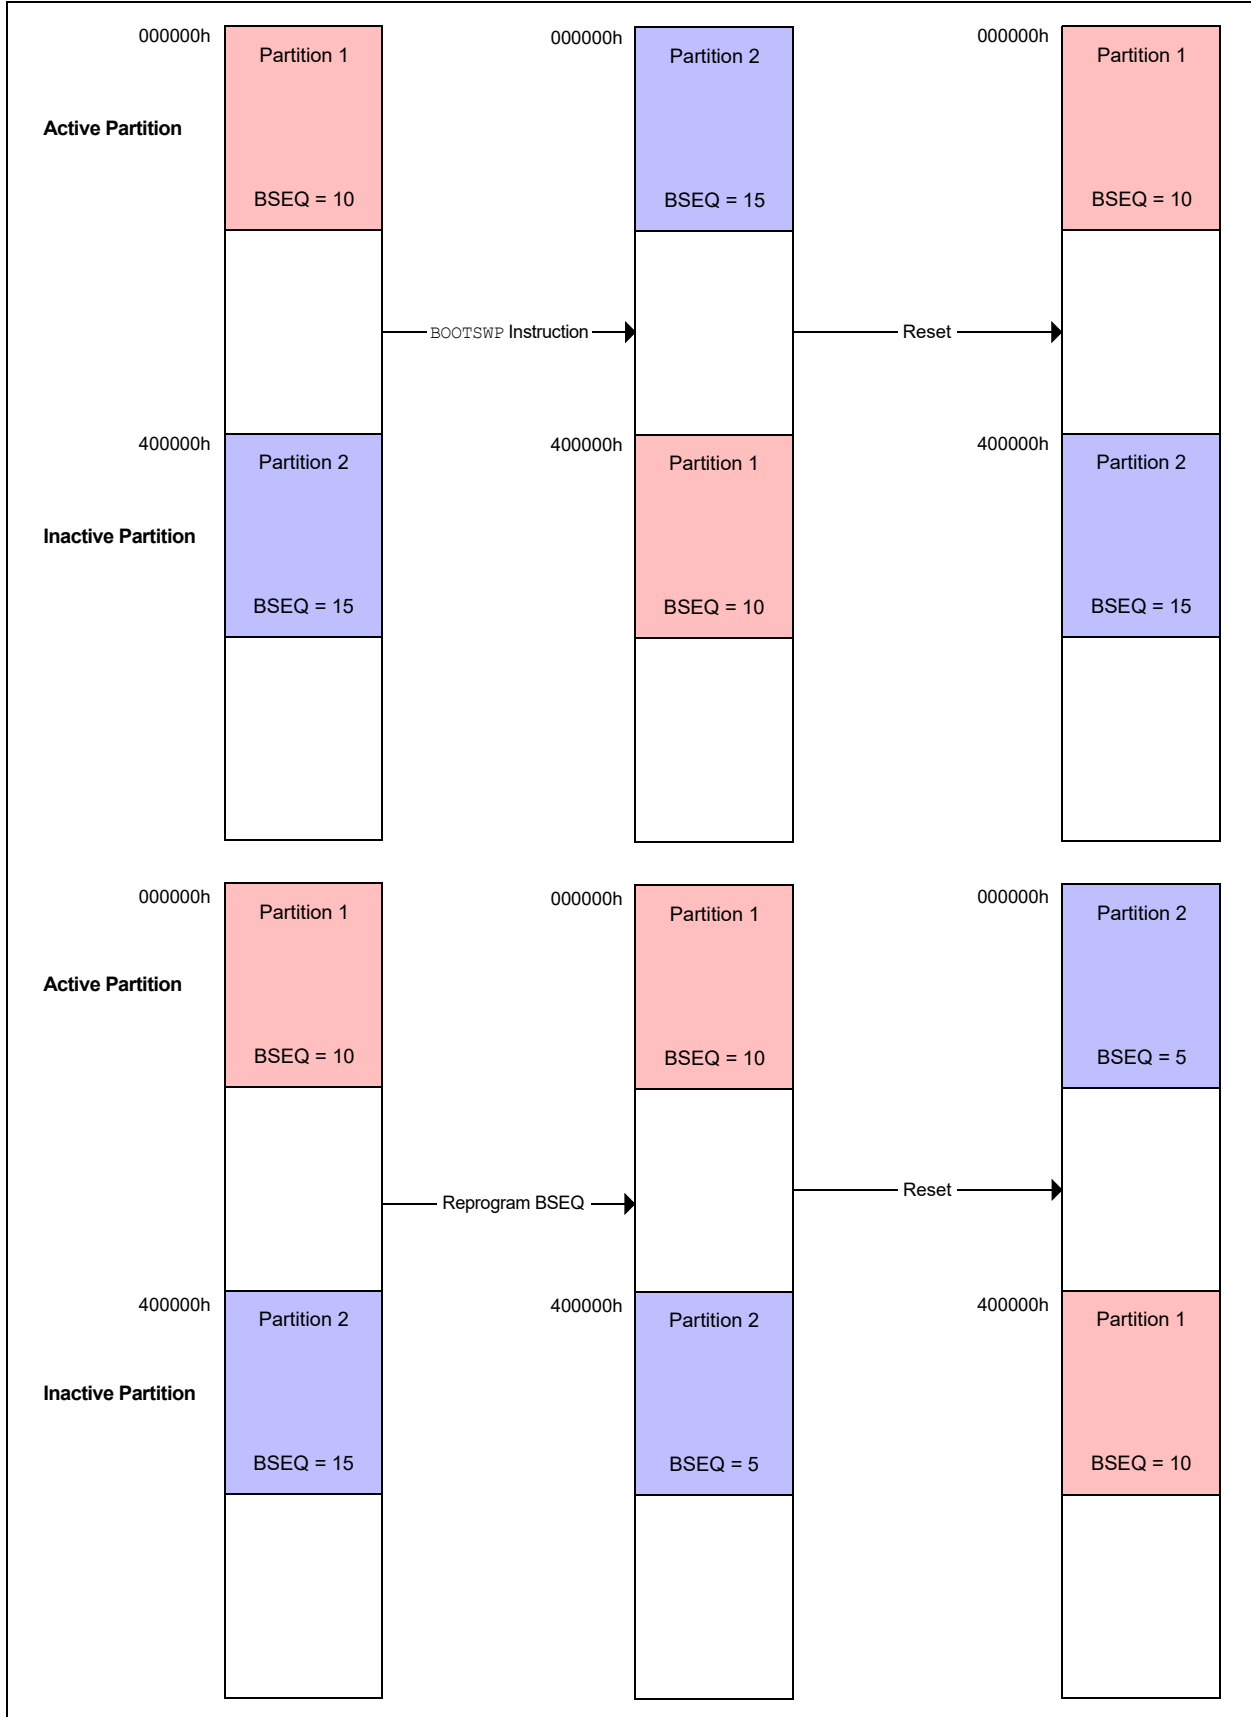 000000h
Partition 1
000000h
Partition 2
000000h
Partition 1
Active Partition
BSEQ = 10
BSEQ = 15
BSEQ = 10
BOOTSWP Instruction
Reset
400000h
Partition 2
400000h
Partition 1
400000h
Partition 2
Inactive Partition
BSEQ = 15
BSEQ = 10
BSEQ = 15
000000h
Partition 1
000000h
Partition 1
000000h
Partition 2
Active Partition
BSEQ = 10
BSEQ = 10
BSEQ = 5
Reprogram BSEQ
Reset
400000h
Partition 2
400000h
Partition 2
400000h
Partition 1
Inactive Partition
BSEQ = 15
BSEQ = 5
BSEQ = 10